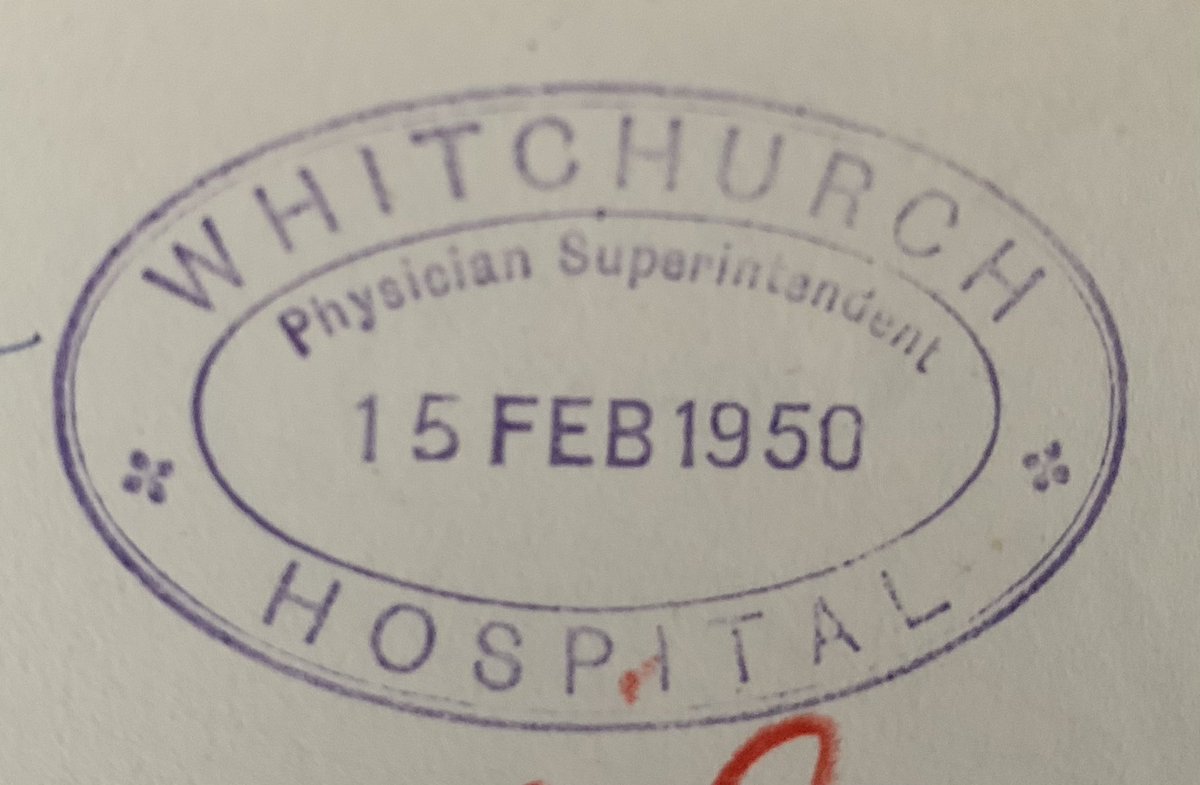 WHITCHURCH
Physician Superintendent
15 FEB 1950
HOSPITAL